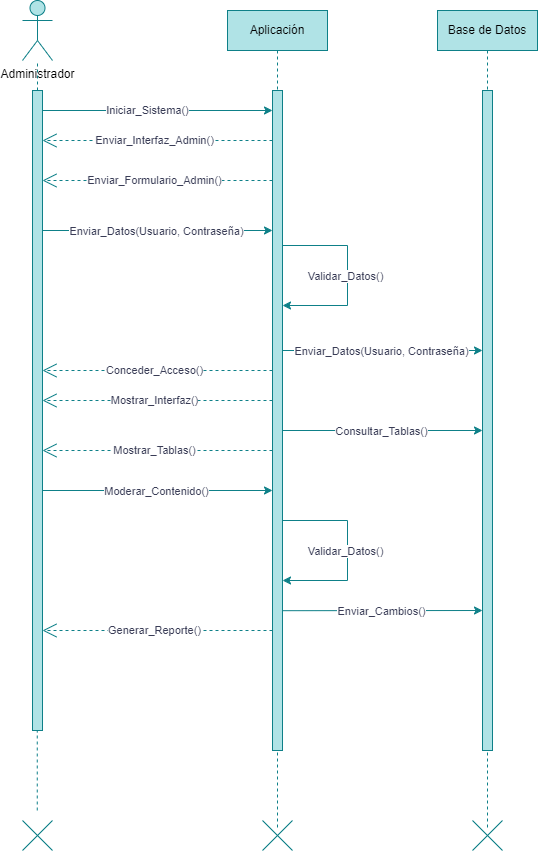 Administrador
Aplicación
Base de Datos
Iniciar_Sistema()
Enviar_Interfaz_Admin()
Enviar_Formulario_Admin()
Enviar_Datos(Usuario, Contraseña)
Validar_Datos()
Enviar_Datos(Usuario, Contraseña)
Conceder_Acceso()
Mostrar_Interfaz()
Consultar_Tablas()
Mostrar_Tablas()
Moderar_Contenido()
Validar_Datos()
Enviar_Cambios()
Generar_Reporte()